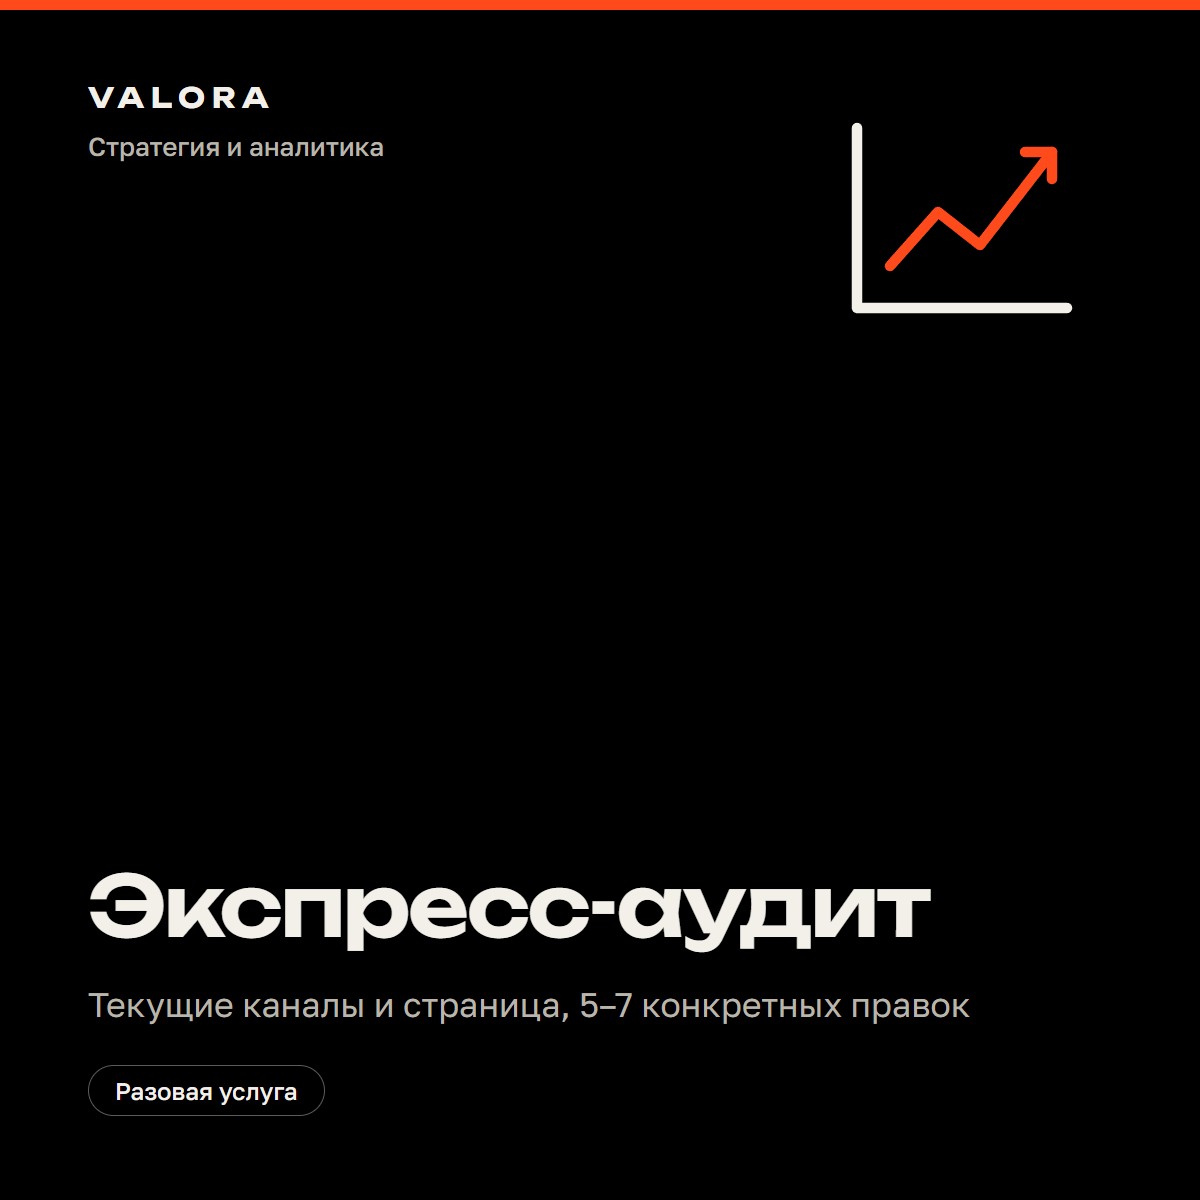 VALORA
Стратегия и аналитика
Экспресс-аудит
Текущие каналы и страница, 5–7 конкретных правок
Разовая услуга